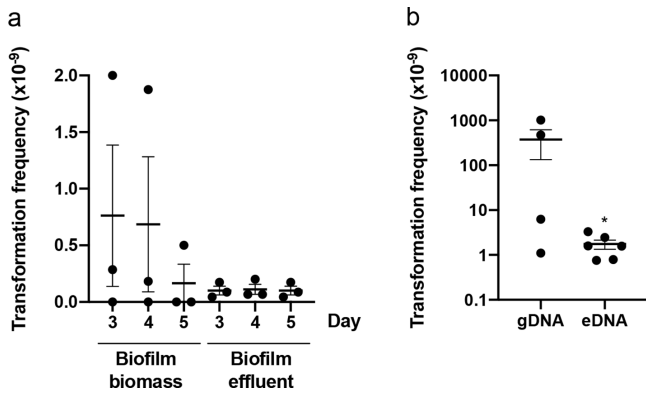 a
Transformation frequency (x10-9)
2.0
1.5
1.0
0.5
0.0
3 4 5 3 4 5 Day
Biofilm
biomass
Biofilm
effluent
b
Transformation frequency (x10-9)
10000
1000
100
10
1
0.1
*
gDNA eDNA